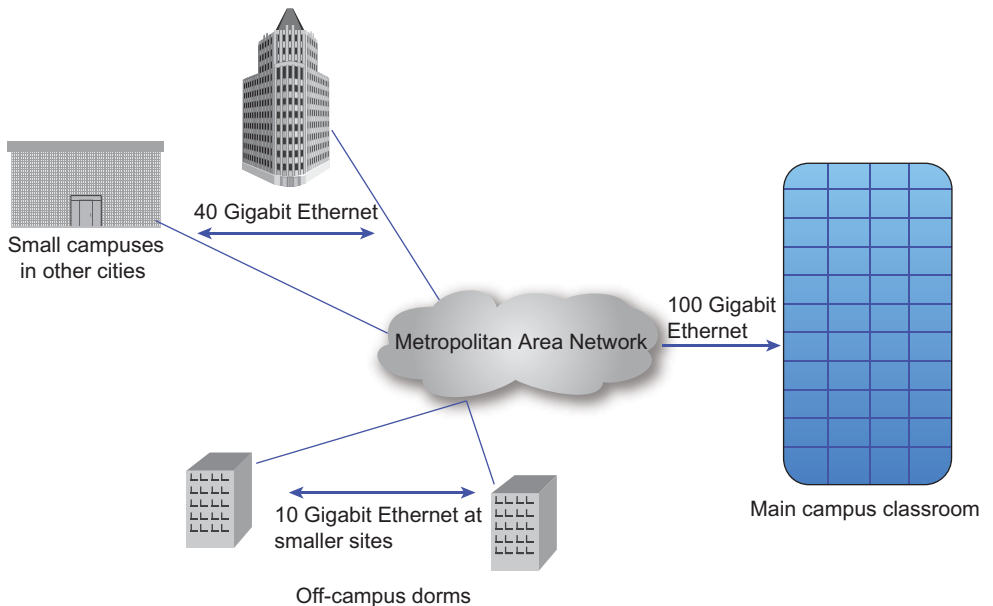 40 Gigabit Ethernet
Small campuses
in other cities
Metropolitan Area Network
100 Gigabit
Ethernet
10 Gigabit Ethernet at
smaller sites
Off-campus dorms
Main campus classroom